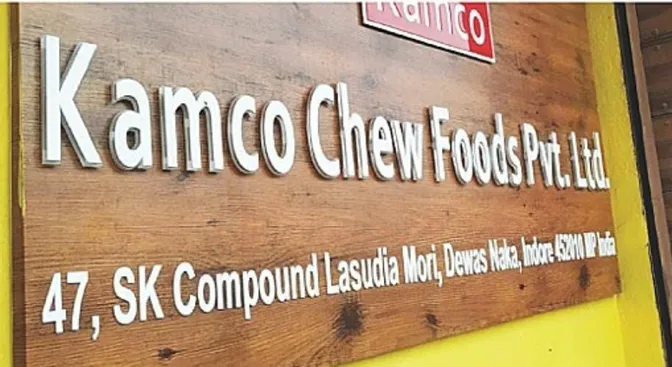 Kamco
Kamco Chew Foods Pvt. Ltd.
47, SK Compound Lasudia Mori, Dewas Naka, Indore 452010 MP India